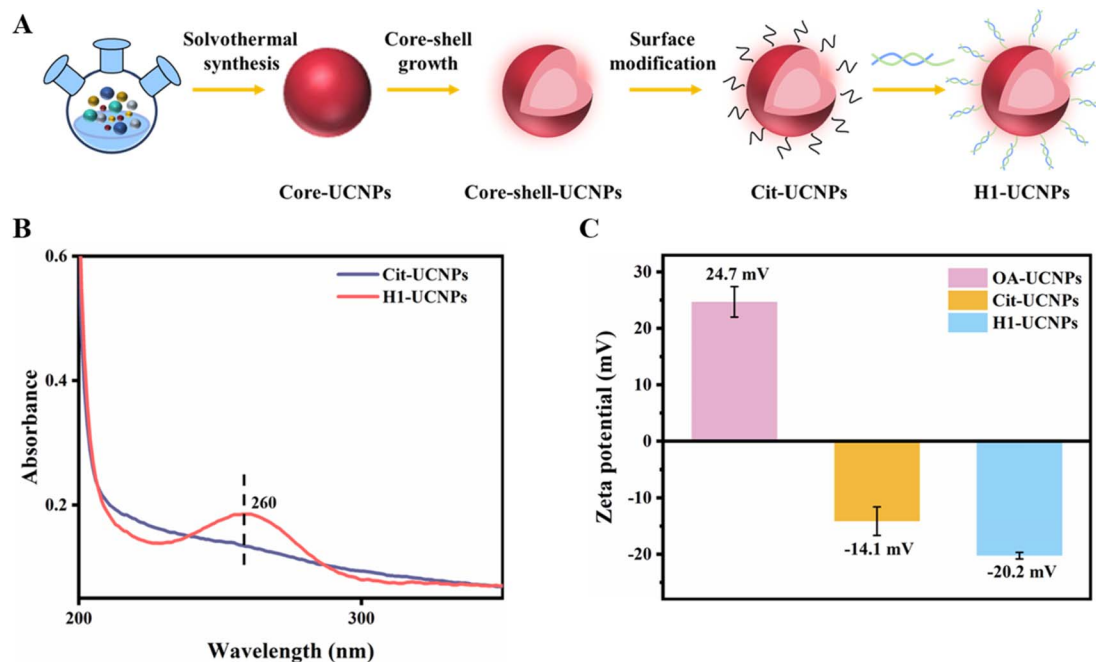 A
Solvothermal
synthesis
Core-shell
growth
Surface
modification
Core-UCNPs
Core-shell-UCNPs
Cit-UCNPs
H1-UCNPs
B
0.6
0.4
0.2
Absorbance
Cit-UCNPs
H1-UCNPs
260
200
300
Wavelength (nm)
C
30
20
10
0
-10
-20
Zeta potential (mV)
24.7 mV
-14.1 mV
-20.2 mV
OA-UCNPs
Cit-UCNPs
H1-UCNPs